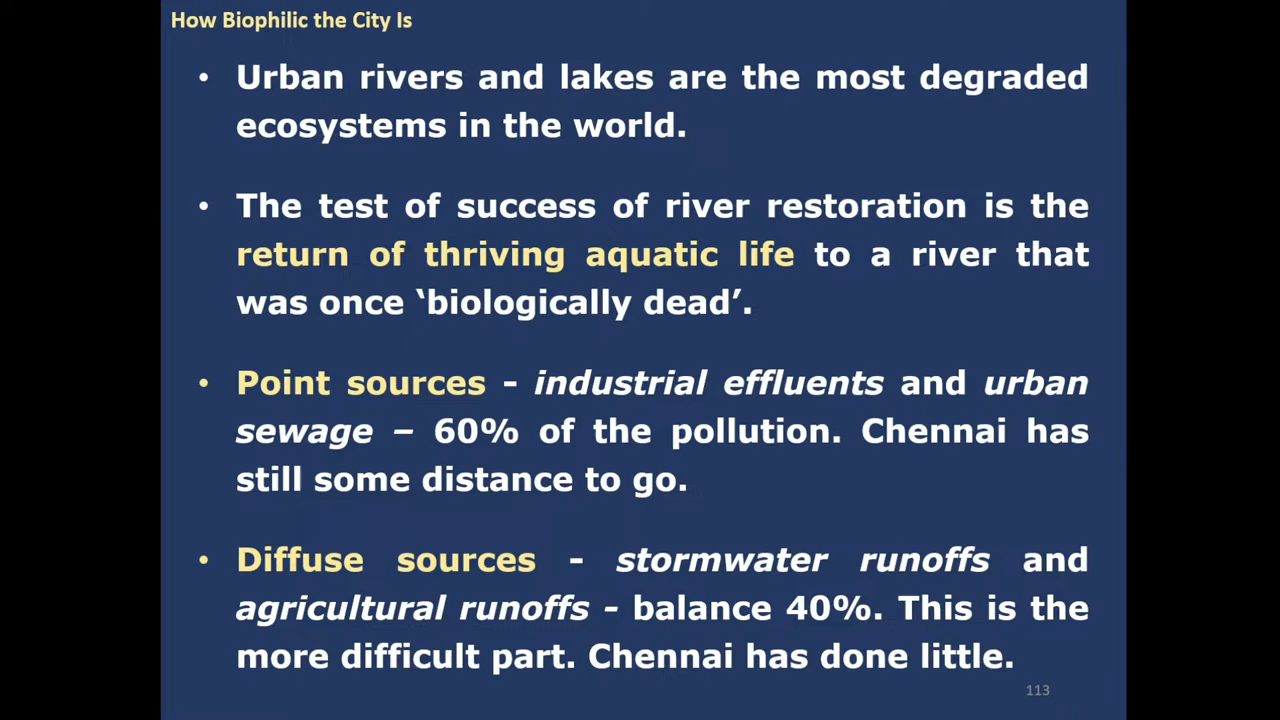 How Biophilic the City Is
• Urban rivers and lakes are the most degraded
ecosystems in the world.
• The test of success of river restoration is the
return of thriving aquatic life to a river that
was once ‘biologically dead’.
• Point sources - industrial effluents and urban
sewage – 60% of the pollution. Chennai has
still some distance to go.
• Diffuse sources - stormwater runoffs and
agricultural runoffs - balance 40%. This is the
more difficult part. Chennai has done little.
113